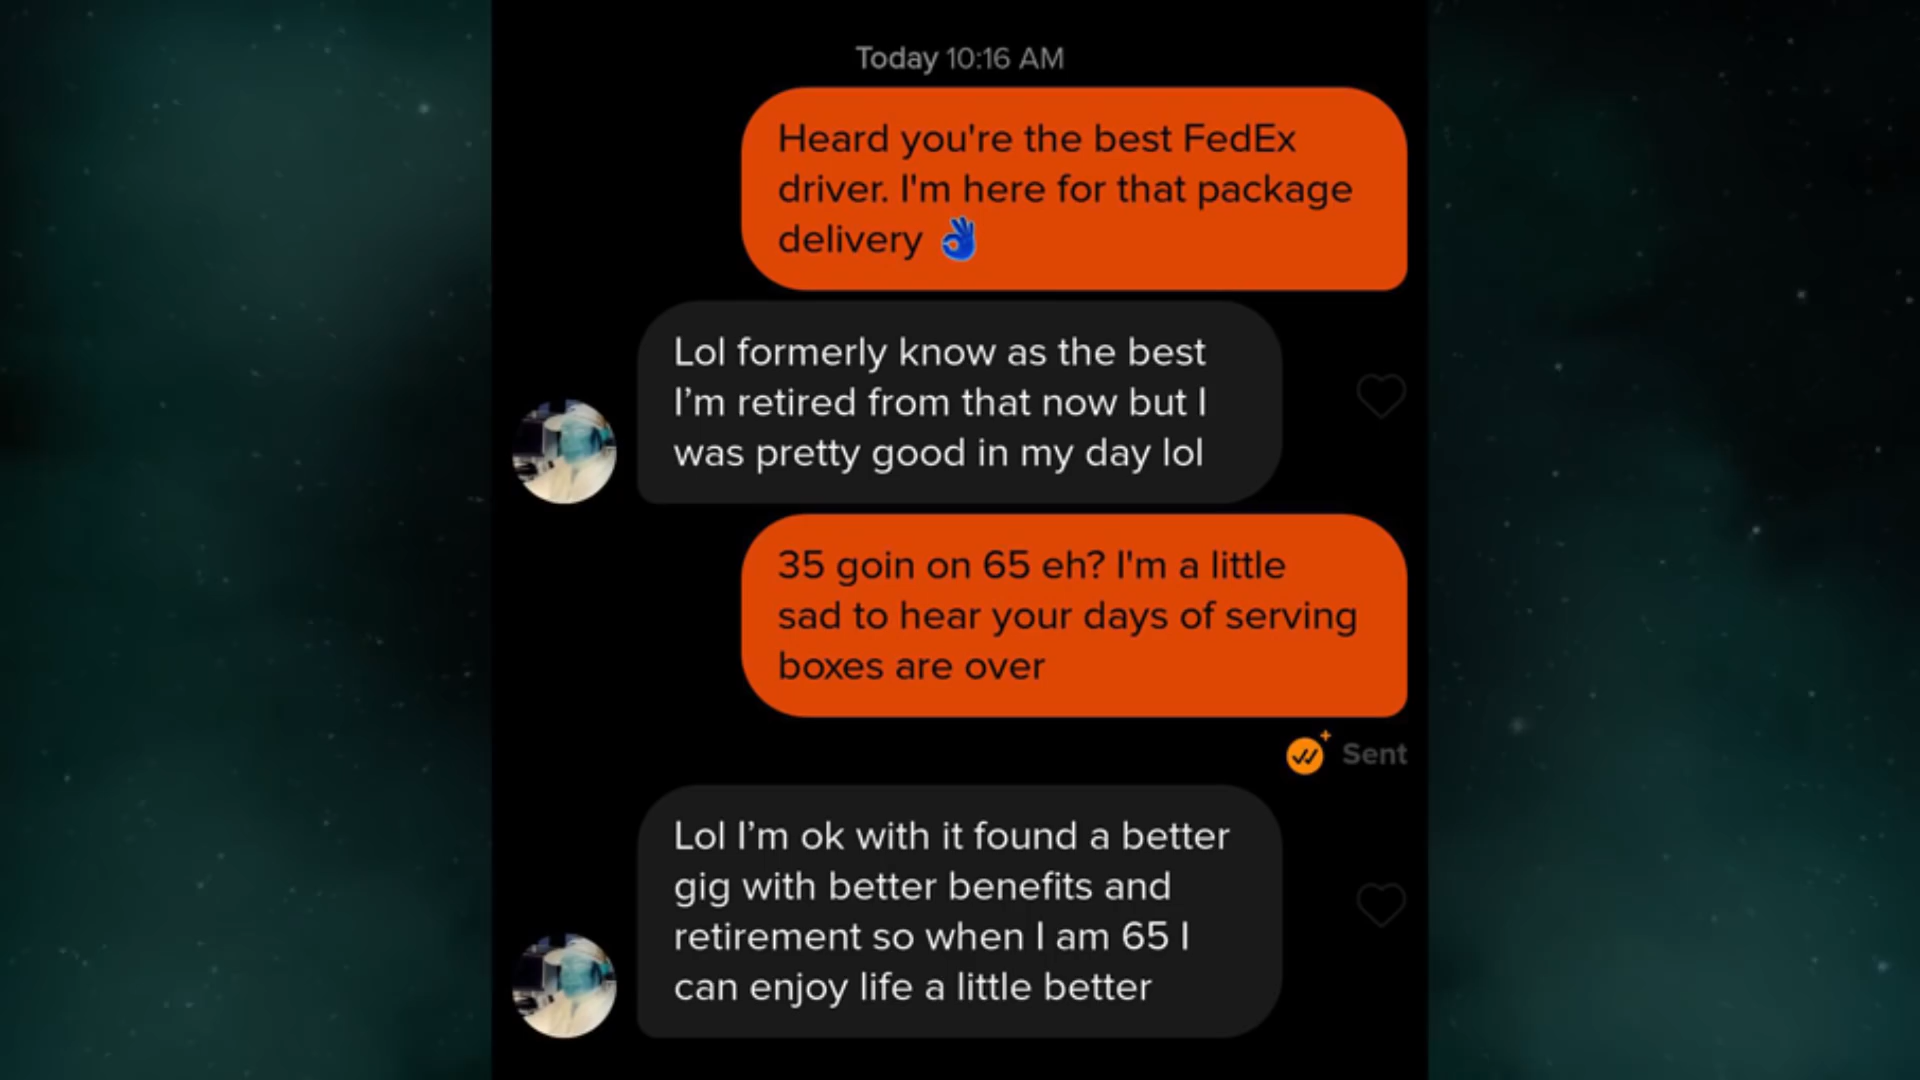 Today 10:16 AM
Heard you're the best FedEx
driver. I'm here for that package
delivery 👌
Lol formerly know as the best
I’m retired from that now but I
was pretty good in my day lol
35 goin on 65 eh? I'm a little
sad to hear your days of serving
boxes are over
Sent
Lol I’m ok with it found a better
gig with better benefits and
retirement so when I am 65 I
can enjoy life a little better